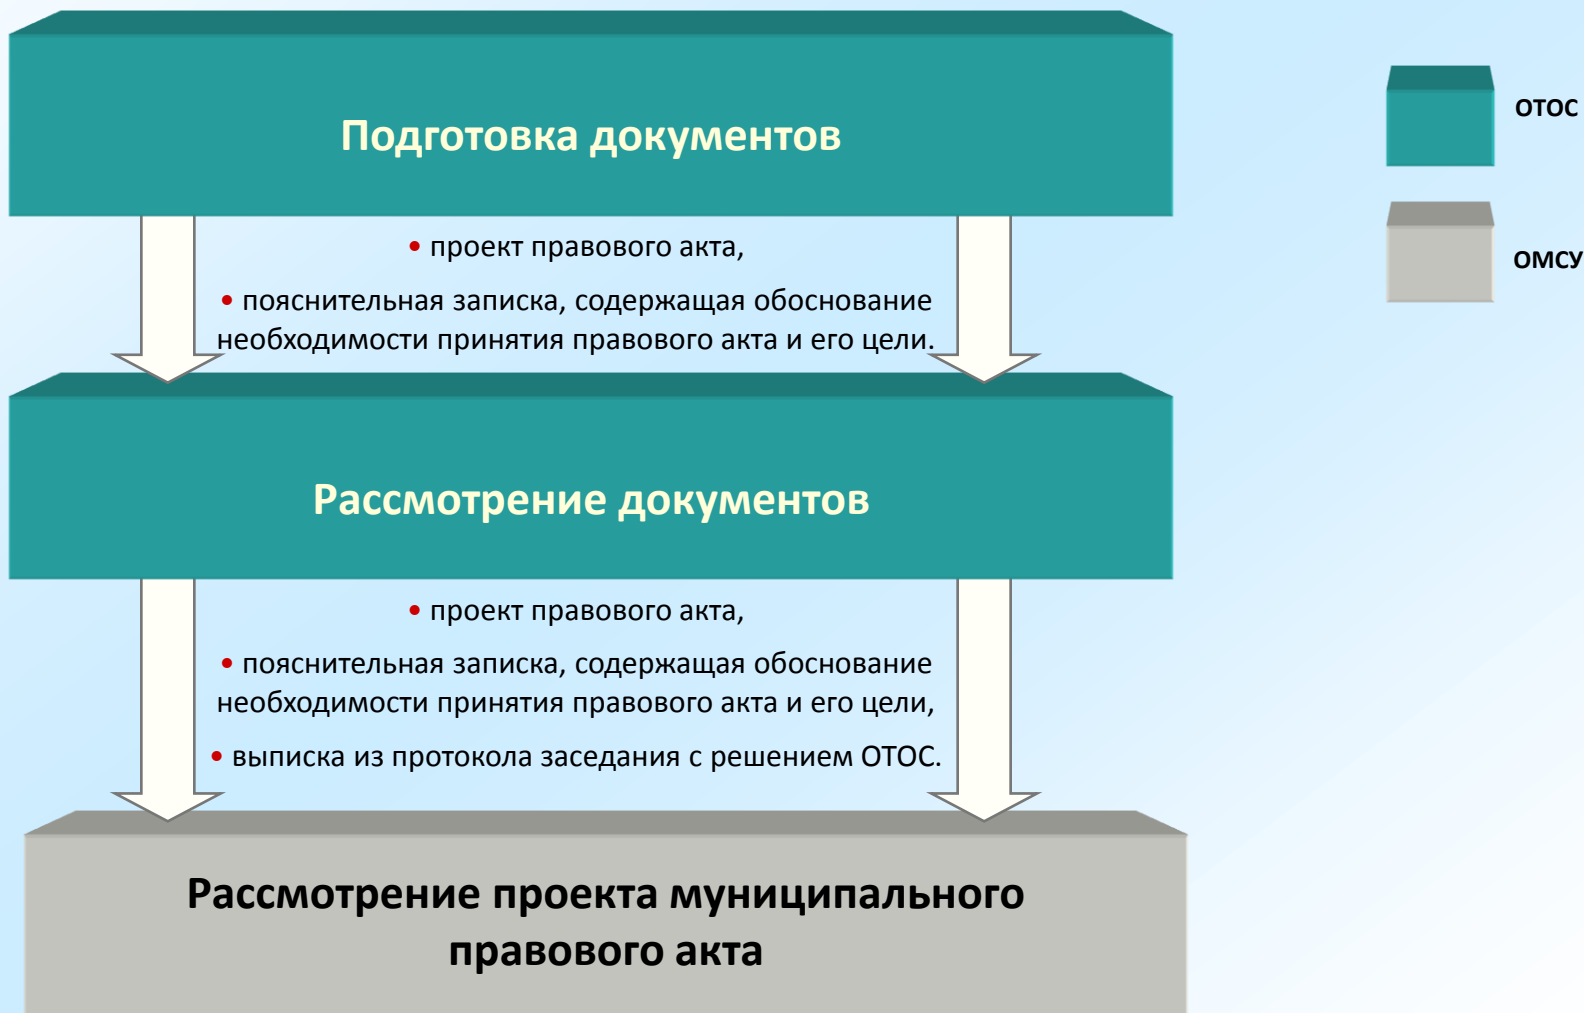 Подготовка документов
• проект правового акта,
• пояснительная записка, содержащая обоснование
необходимости принятия правового акта и его цели.
Рассмотрение документов
• проект правового акта,
• пояснительная записка, содержащая обоснование
необходимости принятия правового акта и его цели,
• выписка из протокола заседания с решением ОТОС.
Рассмотрение проекта муниципального
правового акта
ОТОС
ОМСУ